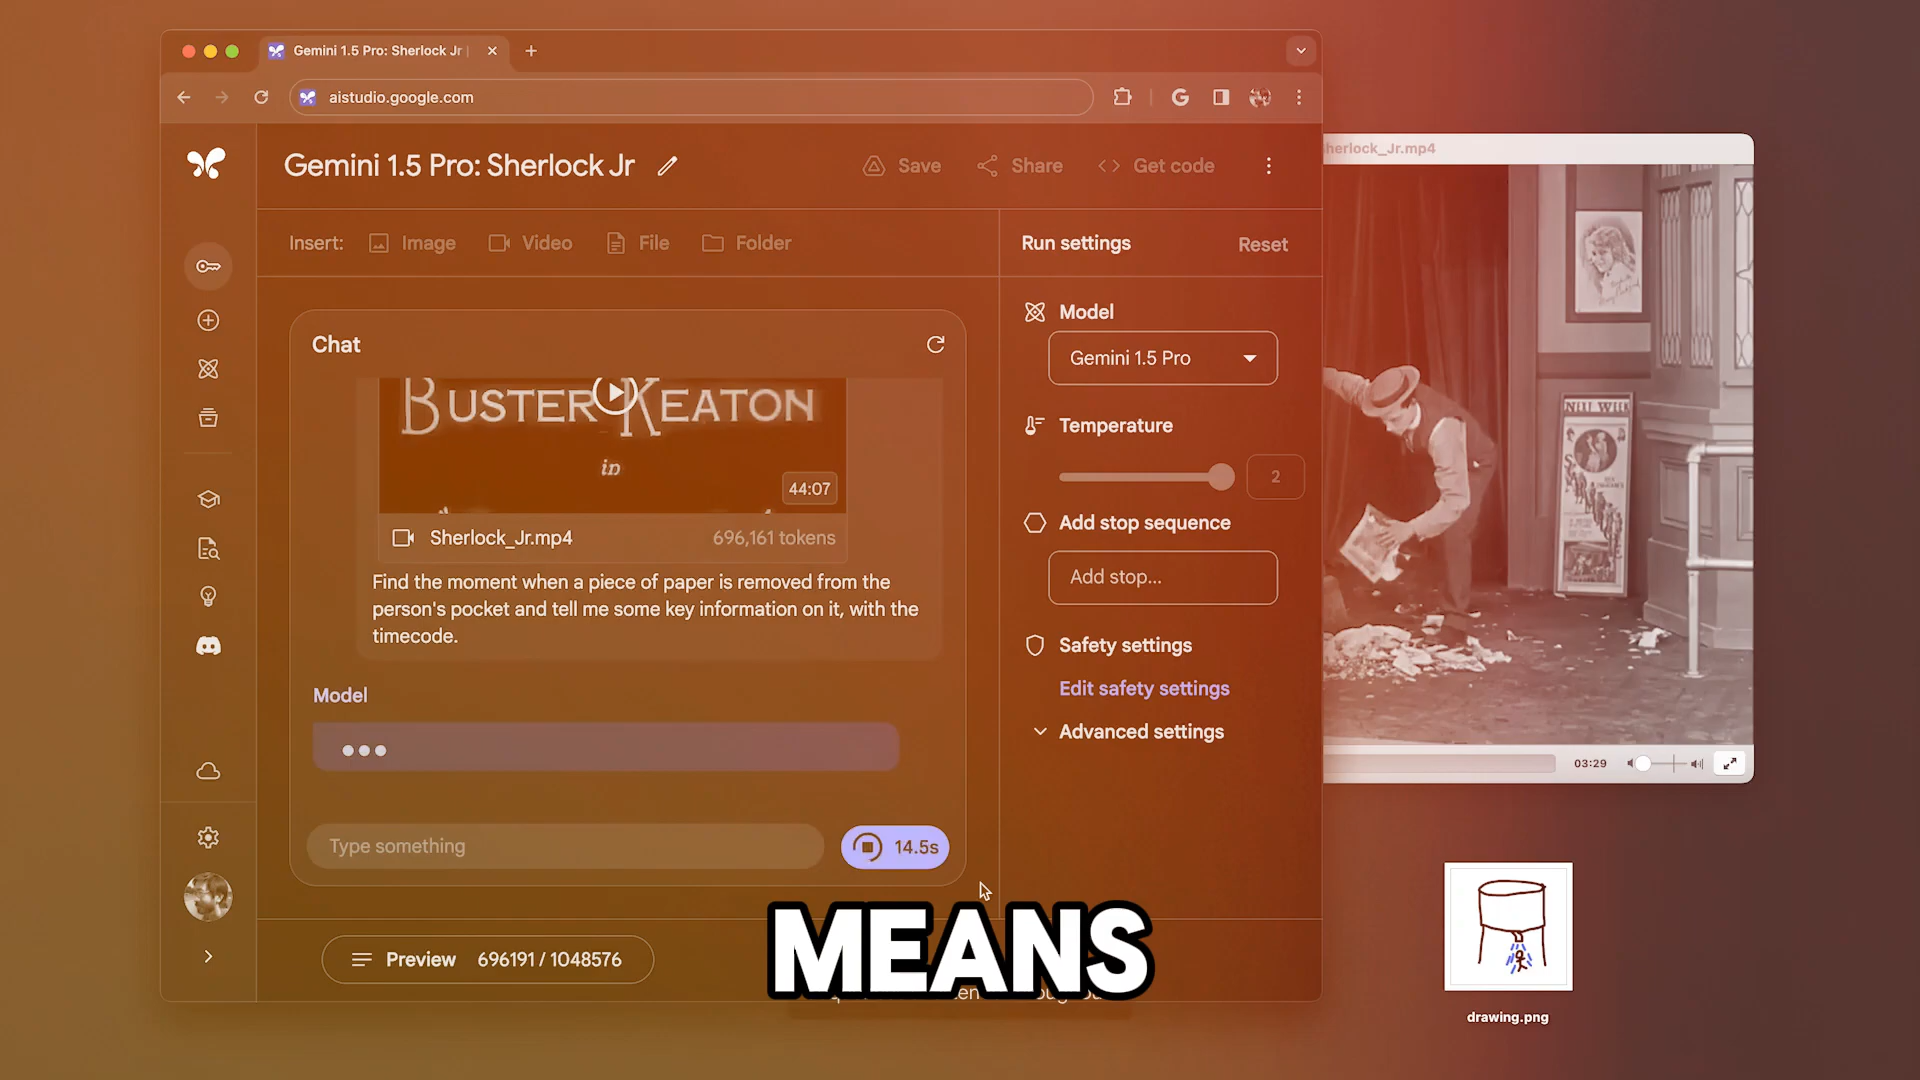 Gemini 1.5 Pro: Sherlock Jr
aistudio.google.com
Gemini 1.5 Pro: Sherlock Jr
Save
Share
Get code
Insert:
Image
Video
File
Folder
Run settings
Reset
Chat
BUSTER KEATON
in
44:07
Sherlock_Jr.mp4
696,161 tokens
Find the moment when a piece of paper is removed from the
person's pocket and tell me some key information on it, with the
timecode.
Model
Type something
14.5s
Preview
696191 / 1048576
Model
Gemini 1.5 Pro
Temperature
2
Add stop sequence
Add stop...
Safety settings
Edit safety settings
Advanced settings
herlock_Jr.mp4
NEXT WEEK
03:29
MEANS
drawing.png